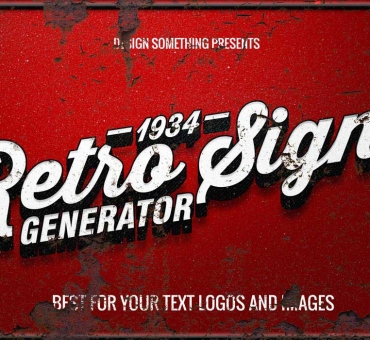 DESIGN SOMETHING PRESENTS
1934
Retro Sign
GENERATOR
BEST FOR YOUR TEXT LOGOS AND IMAGES